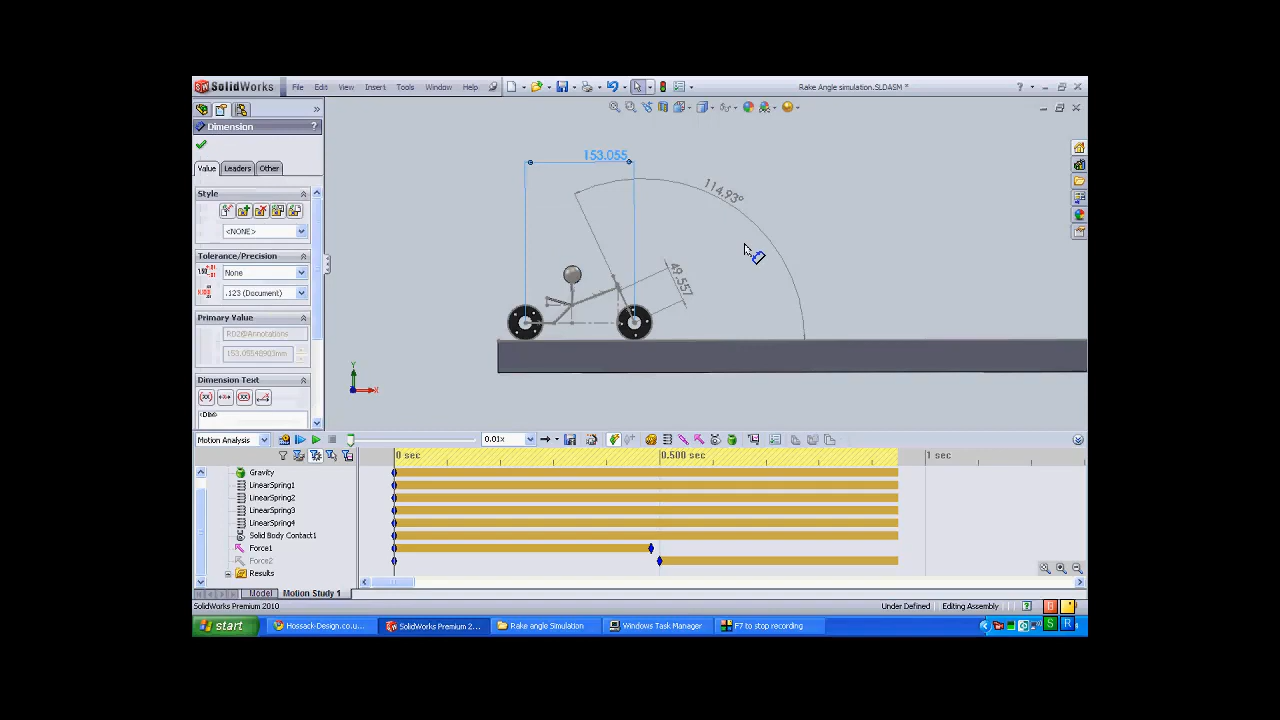 SolidWorks File Edit View Insert Tools Window Help Rake Angle simulation.SLDASM *
Dimension ?
Value Leaders Other
Style
<NONE>
Tolerance/Precision
None
.123 (Document)
Primary Value
RD2@Annotations
Dimension Text
<DIM>
153.055
114.93°
49.557
Y
X
Motion Analysis 0.01x
0 sec 0.500 sec 1 sec
Gravity
LinearSpring1
LinearSpring2
LinearSpring3
LinearSpring4
Solid Body Contact1
Force1
Force2
Results
Model Motion Study 1
SolidWorks Premium 2010 Under Defined Editing Assembly
start Hossack-Design.co.u... SolidWorks Premium 2... Rake angle Simulation Windows Task Manager F7 to stop recording S R